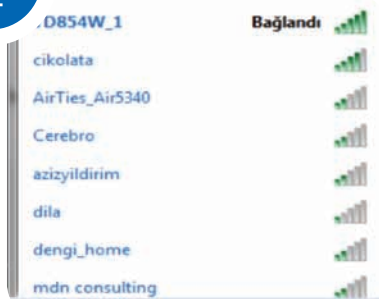 D854W_1 Bağlandı
cikolata
AirTies_Air5340
Cerebro
azizyildirim
dila
dengi_home
mdn consulting